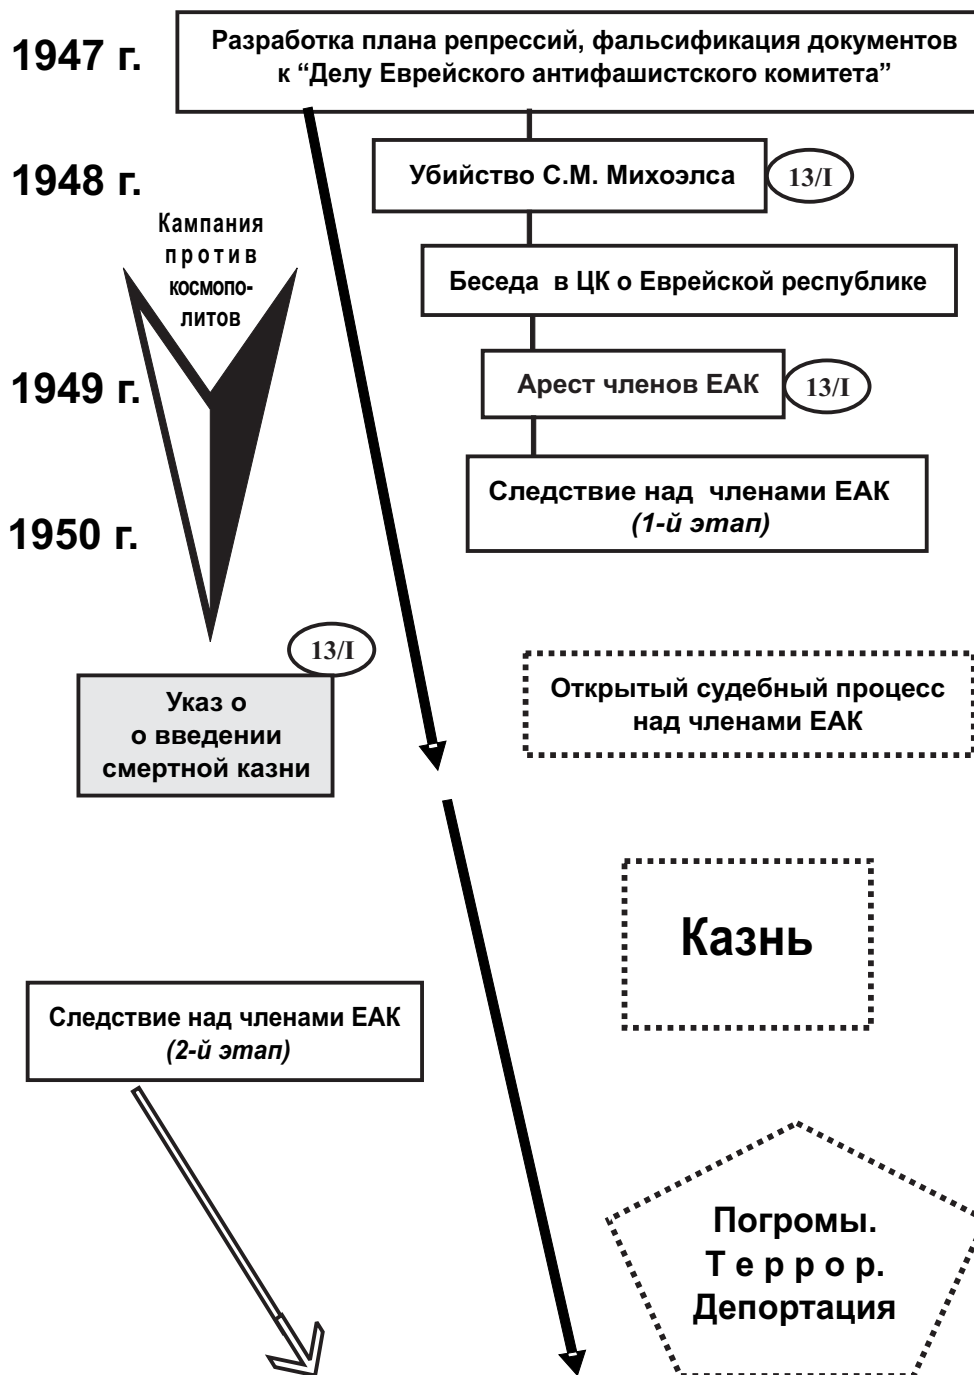 1947 г.
Разработка плана репрессий, фальсификация документов
к “Делу Еврейского антифашистского комитета”
1948 г.
Убийство С.М. Михоэлса
13/I
Кампания
против
космопо-
литов
Беседа в ЦК о Еврейской республике
1949 г.
Арест членов ЕАК
13/I
Следствие над членами ЕАК
(1-й этап)
1950 г.
13/I
Указ о
о введении
смертной казни
Открытый судебный процесс
над членами ЕАК
Казнь
Следствие над членами ЕАК
(2-й этап)
Погромы.
Террор.
Депортация